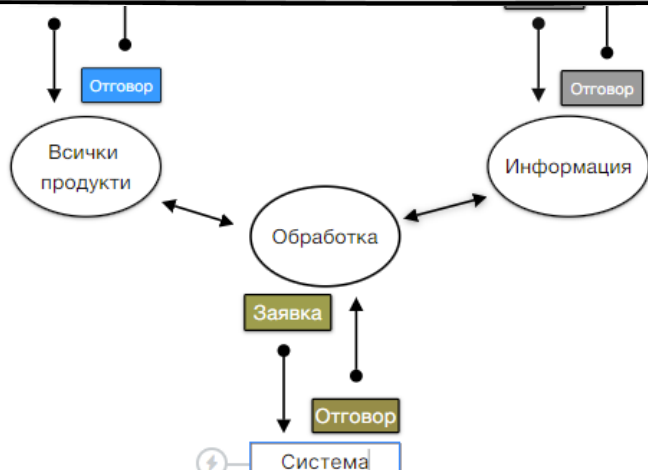 Отговор
Отговор
Всички
продукти
Информация
Обработка
Заявка
Отговор
Система